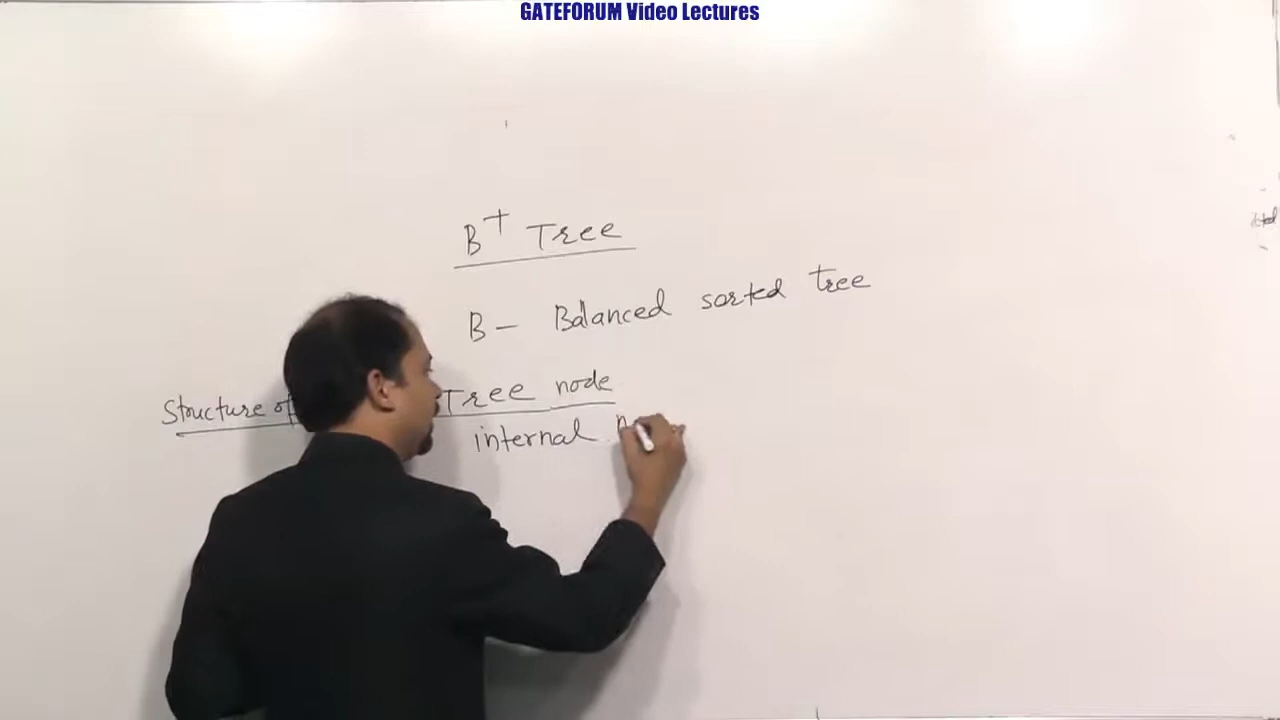 GATEFORUM Video Lectures
B+ Tree
B - Balanced sorted tree
Structure of Tree node
internal